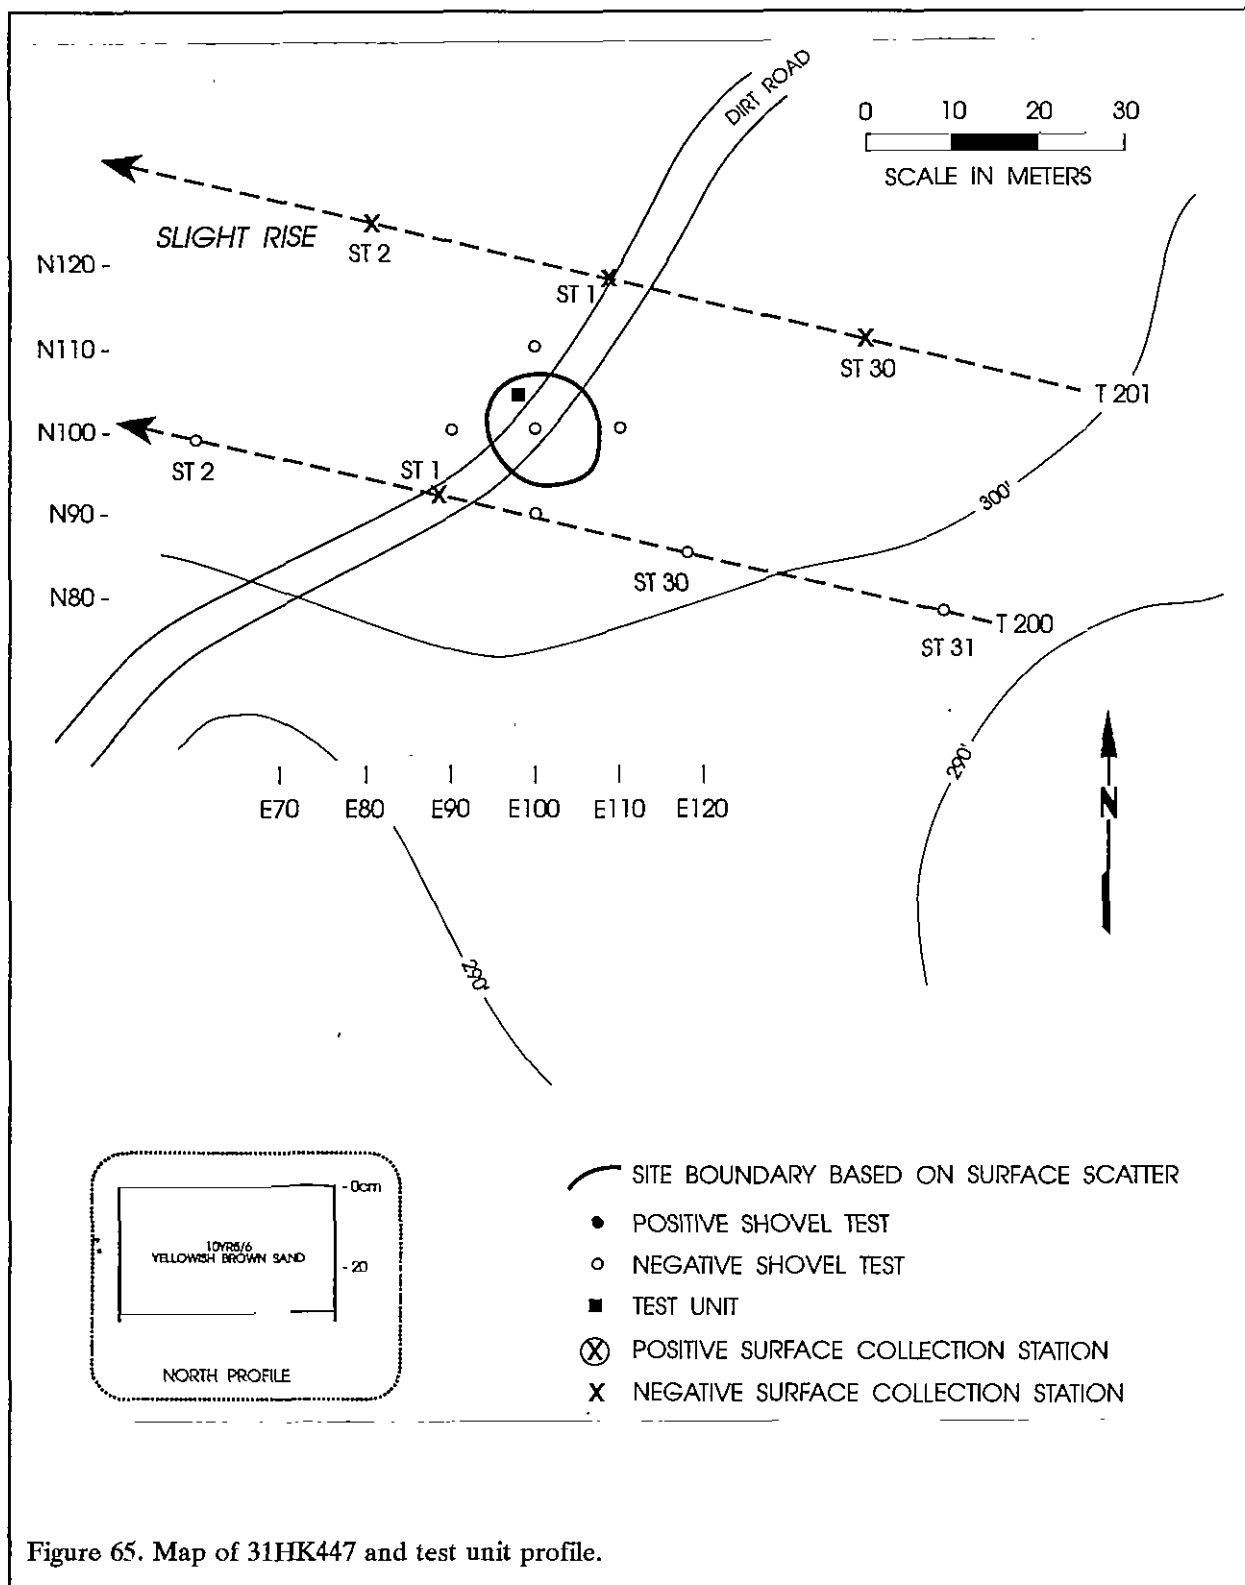 DIRT ROAD
0 10 20 30
SCALE IN METERS
SLIGHT RISE
ST 2
N120 -
ST 1
N110 -
ST 30
T 201
N100 -
ST 1
ST 2
300'
N90 -
ST 30
N80 -
T 200
ST 31
290'
E70 E80 E90 E100 E110 E120
N
290'
- 0cm
10YR5/6
YELLOWISH BROWN SAND
- 20
NORTH PROFILE
SITE BOUNDARY BASED ON SURFACE SCATTER
POSITIVE SHOVEL TEST
NEGATIVE SHOVEL TEST
TEST UNIT
X POSITIVE SURFACE COLLECTION STATION
X NEGATIVE SURFACE COLLECTION STATION
Figure 65. Map of 31HK447 and test unit profile.